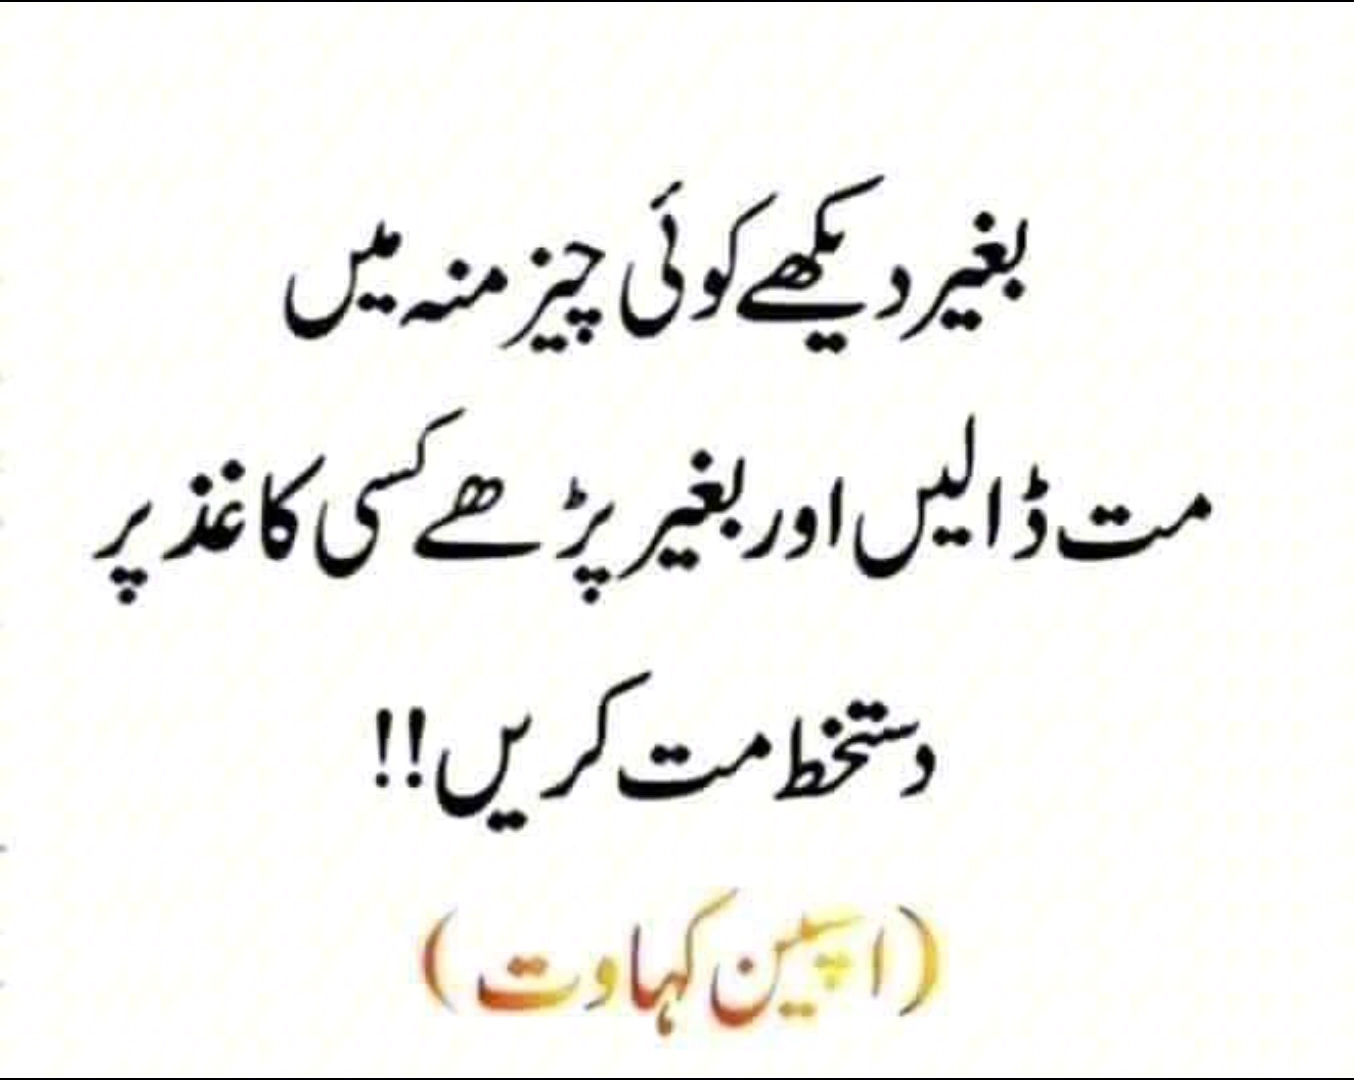 بغیر دیکھے کوئی چیز منہ میں
مت ڈالیں اور بغیر پڑھے کسی کاغذ پر
دستخط مت کریں!!
(اسپین کہاوت)